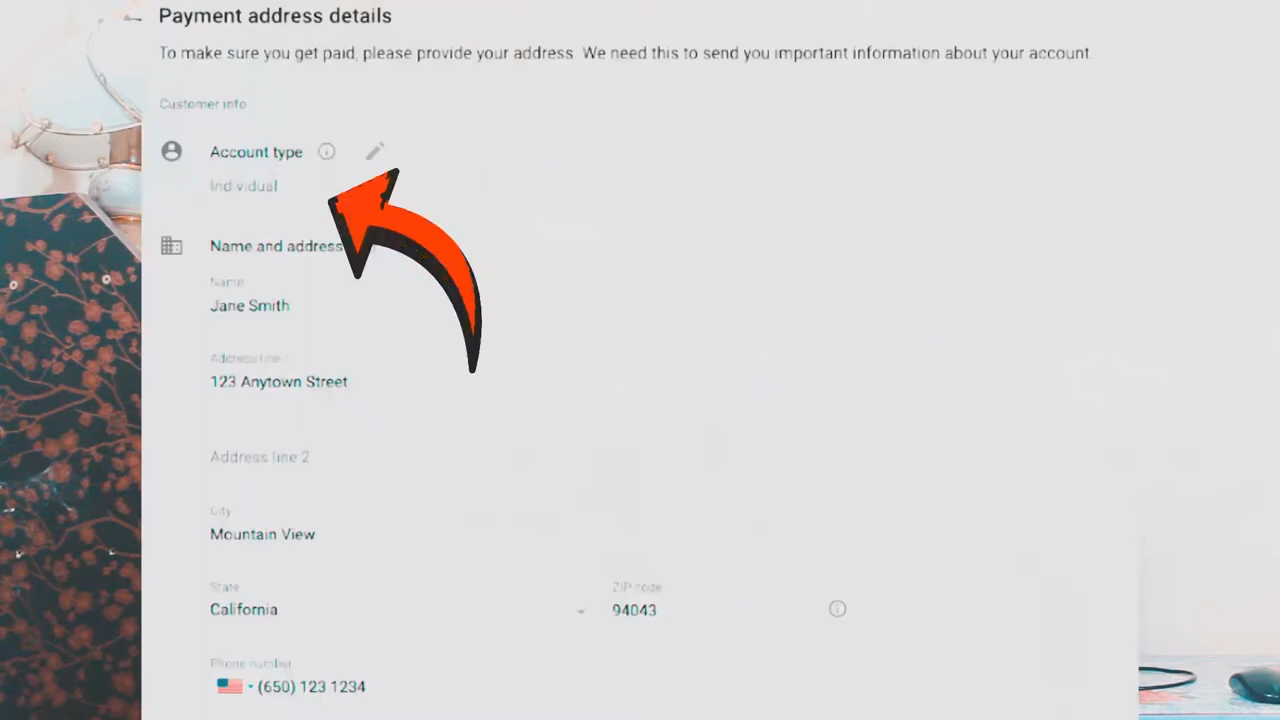 Payment address details
To make sure you get paid, please provide your address. We need this to send you important information about your account.
Customer info
Account type
Individual
Name and address
Name
Jane Smith
Address line
123 Anytown Street
Address line 2
City
Mountain View
State
California
ZIP code
94043
Phone number
(650) 123 1234